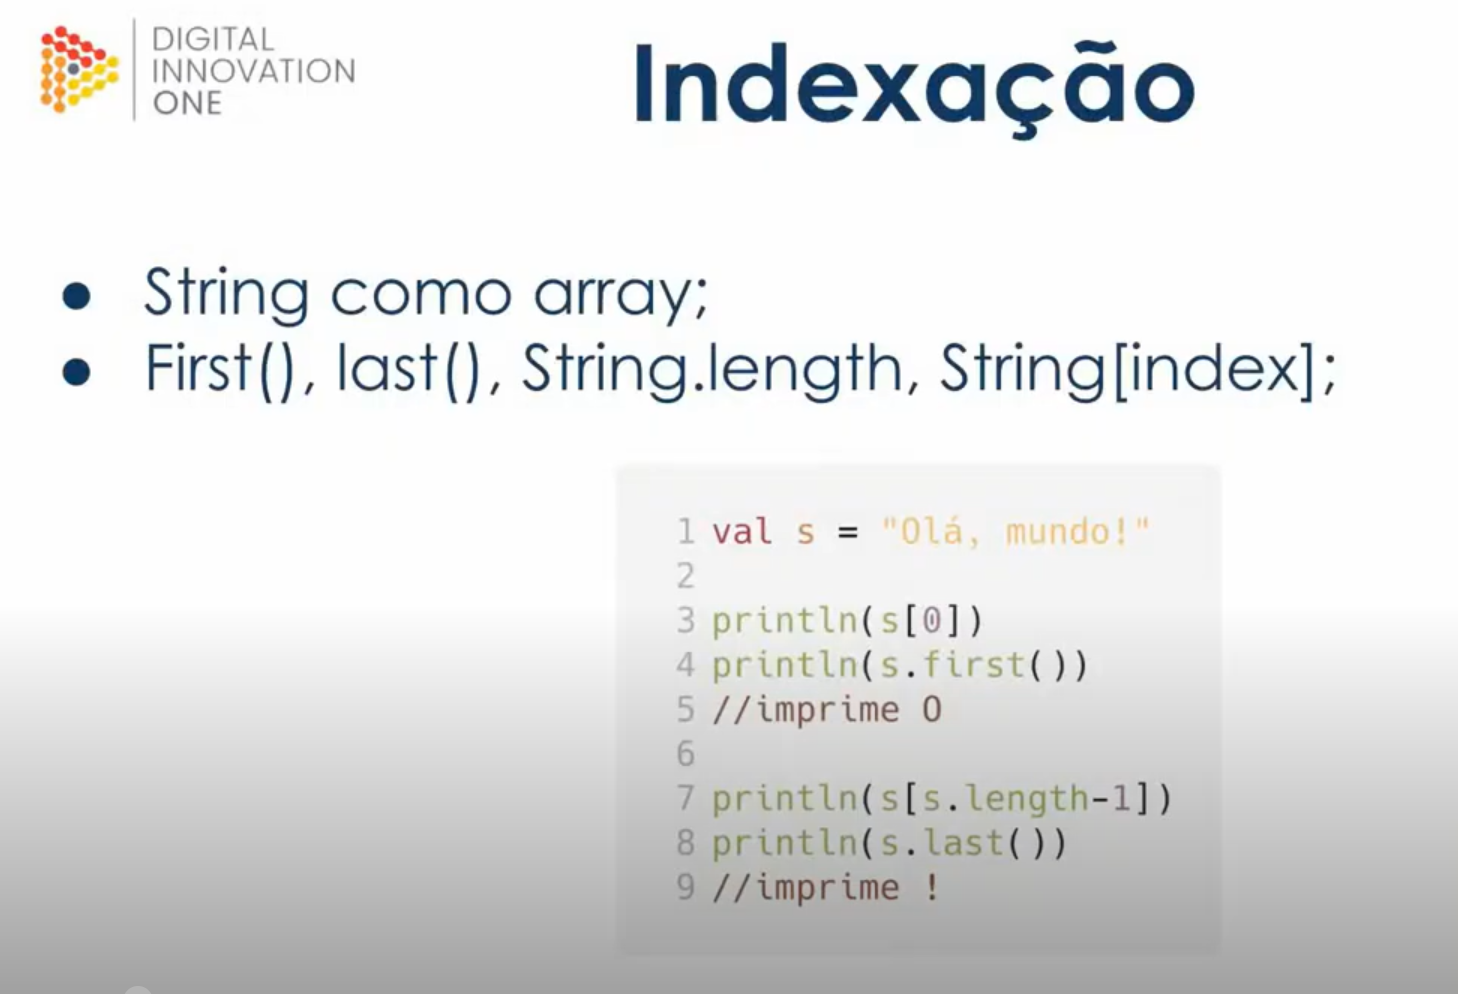 DIGITAL
INNOVATION
ONE
Indexação
● String como array;
● First(), last(), String.length, String[index];
1 val s = "Olá, mundo!"
2
3 println(s[0])
4 println(s.first())
5 //imprime O
6
7 println(s[s.length-1])
8 println(s.last())
9 //imprime !